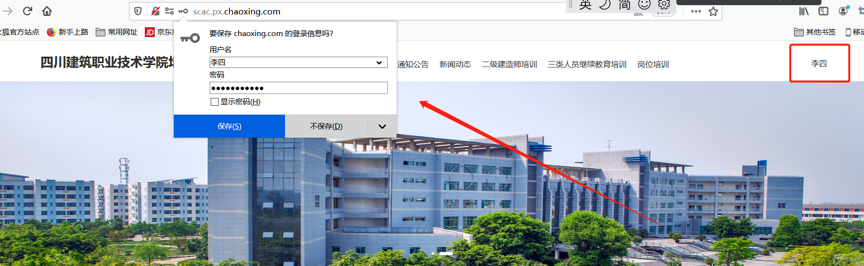 英 简
scac.px.chaoxing.com
火狐官方站点 新手上路 常用网址 JD 京东 其他书签
要保存 chaoxing.com 的登录信息吗?
用户名
李四
密码
显示密码(H)
保存(S) 不保存(D)
四川建筑职业技术学院 通知公告 新闻动态 二级建造师培训 三类人员继续教育培训 岗位培训 李四